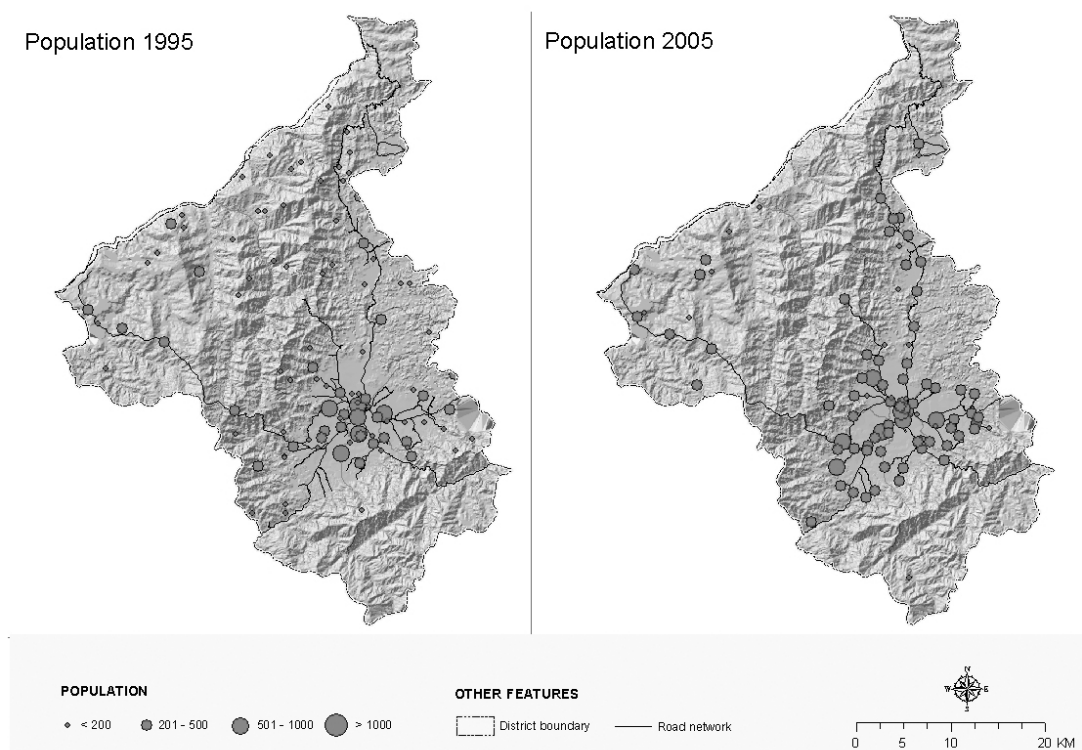 Population 1995
Population 2005
POPULATION
< 200
201 - 500
501 - 1000
> 1000
OTHER FEATURES
District boundary
Road network
N
W
E
S
0 5 10 20 KM